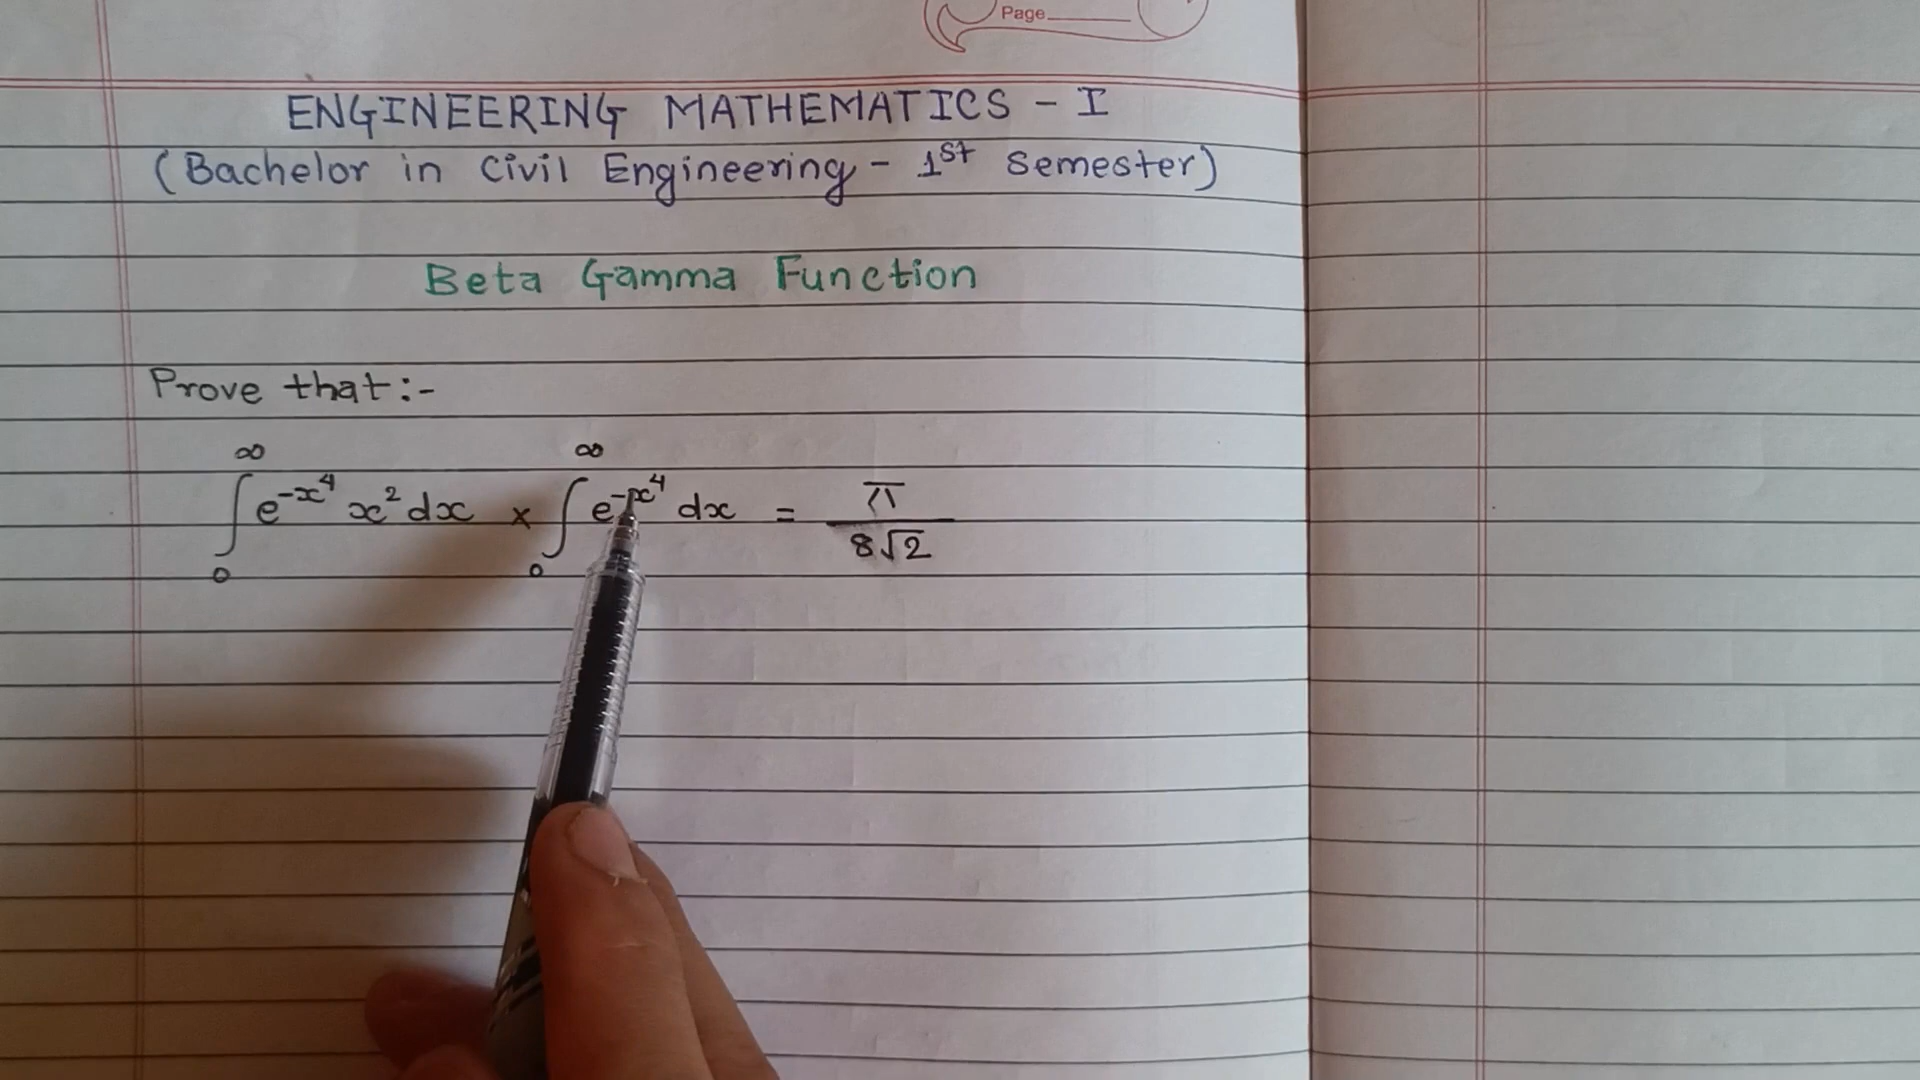 Page
ENGINEERING MATHEMATICS - I
(Bachelor in Civil Engineering - 1st Semester)
Beta Gamma Function
Prove that:-
∫₀^∞ e^{-x⁴} x² dx × ∫₀^∞ e^{-x⁴} dx = π / 8√2